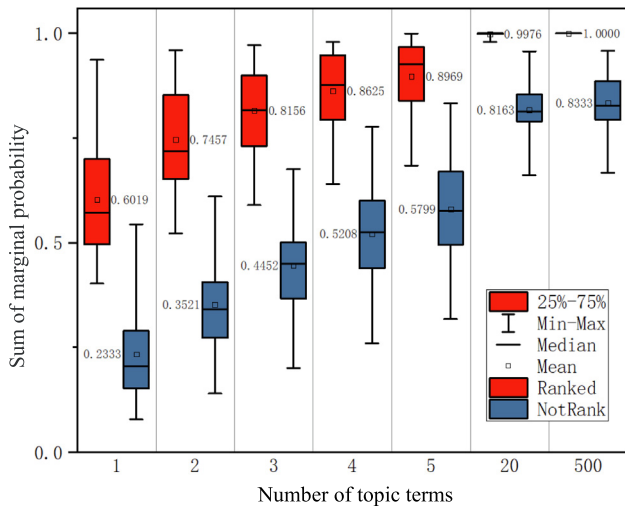 Sum of marginal probability
1.0
0.5
0.0
0.6019
0.2333
0.7457
0.3521
0.8156
0.4452
0.8625
0.5208
0.8969
0.5799
0.9976
0.8163
1.0000
0.8333
25%-75%
Min-Max
Median
Mean
Ranked
NotRank
1 2 3 4 5 20 500
Number of topic terms